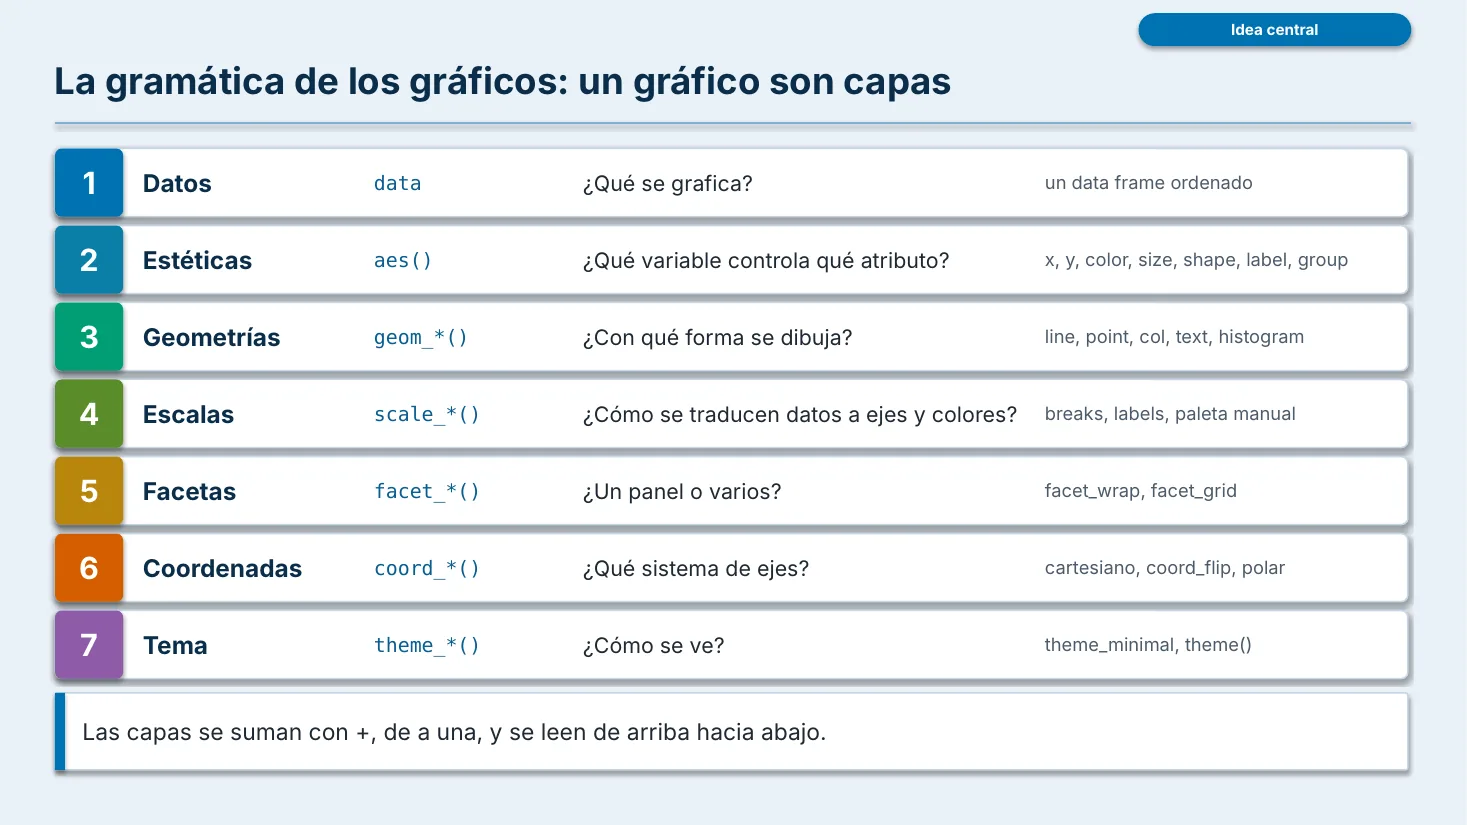 Idea central
La gramática de los gráficos: un gráfico son capas
1 Datos data ¿Qué se grafica? un data frame ordenado
2 Estéticas aes() ¿Qué variable controla qué atributo? x, y, color, size, shape, label, group
3 Geometrías geom_*() ¿Con qué forma se dibuja? line, point, col, text, histogram
4 Escalas scale_*() ¿Cómo se traducen datos a ejes y colores? breaks, labels, paleta manual
5 Facetas facet_*() ¿Un panel o varios? facet_wrap, facet_grid
6 Coordenadas coord_*() ¿Qué sistema de ejes? cartesiano, coord_flip, polar
7 Tema theme_*() ¿Cómo se ve? theme_minimal, theme()
Las capas se suman con +, de a una, y se leen de arriba hacia abajo.